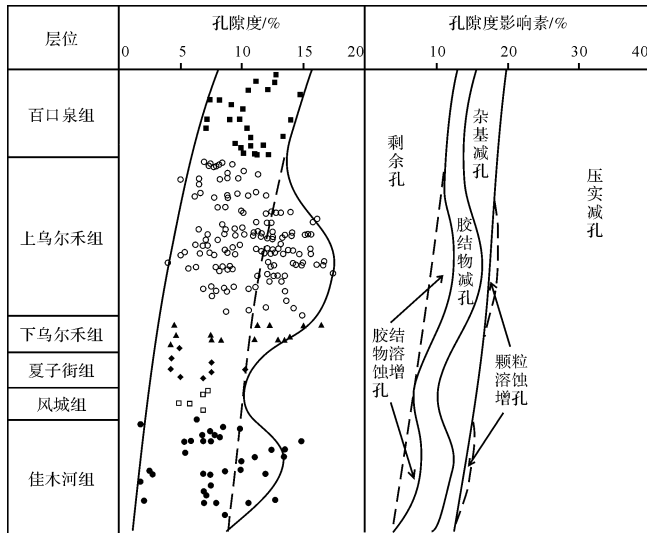 层位
孔隙度/%
孔隙度影响素/%
0
5
10
15
20
10
20
30
40
百口泉组
上乌尔禾组
下乌尔禾组
夏子街组
风城组
佳木河组
剩余孔
杂基减孔
压实减孔
胶结物减孔
胶结
物溶
蚀增
孔
颗粒
溶蚀
增孔